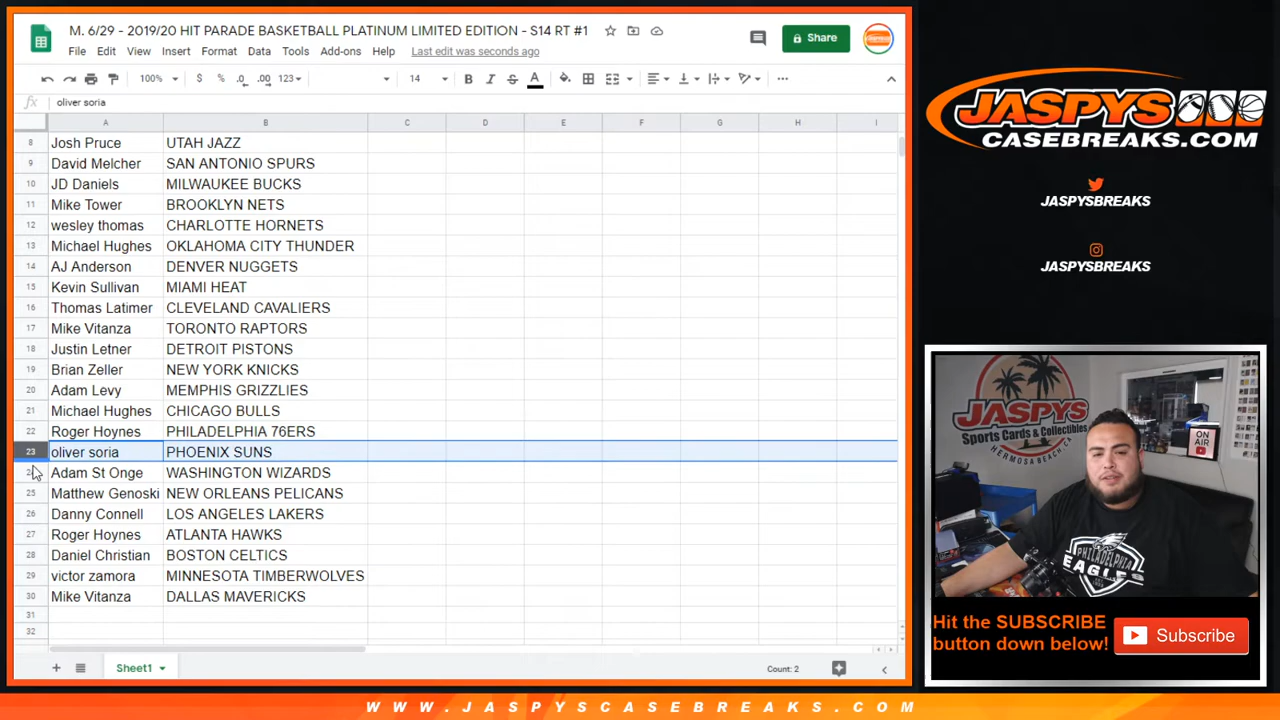 M. 6/29 - 2019/20 HIT PARADE BASKETBALL PLATINUM LIMITED EDITION - S14 RT #1
File Edit View Insert Format Data Tools Add-ons Help Last edit was seconds ago
Share
100% $ % .0 .00 123 14 B I S A
fx oliver soria
A B C D E F G H I
8 Josh Pruce UTAH JAZZ
9 David Melcher SAN ANTONIO SPURS
10 JD Daniels MILWAUKEE BUCKS
11 Mike Tower BROOKLYN NETS
12 wesley thomas CHARLOTTE HORNETS
13 Michael Hughes OKLAHOMA CITY THUNDER
14 AJ Anderson DENVER NUGGETS
15 Kevin Sullivan MIAMI HEAT
16 Thomas Latimer CLEVELAND CAVALIERS
17 Mike Vitanza TORONTO RAPTORS
18 Justin Letner DETROIT PISTONS
19 Brian Zeller NEW YORK KNICKS
20 Adam Levy MEMPHIS GRIZZLIES
21 Michael Hughes CHICAGO BULLS
22 Roger Hoynes PHILADELPHIA 76ERS
23 oliver soria PHOENIX SUNS
Adam St Onge WASHINGTON WIZARDS
25 Matthew Genoski NEW ORLEANS PELICANS
26 Danny Connell LOS ANGELES LAKERS
27 Roger Hoynes ATLANTA HAWKS
28 Daniel Christian BOSTON CELTICS
29 victor zamora MINNESOTA TIMBERWOLVES
30 Mike Vitanza DALLAS MAVERICKS
31
32
Sheet1
Count: 2
JASPYS
CASEBREAKS.COM
JASPYSBREAKS
JASPYSBREAKS
JASPYS
Sports Cards & Collectibles
HERMOSA BEACH, CA
ON AIR
PHILADELPHIA
EAGLES
Hit the SUBSCRIBE
button down below!
Subscribe
WWW.JASPYSCASEBREAKS.COM